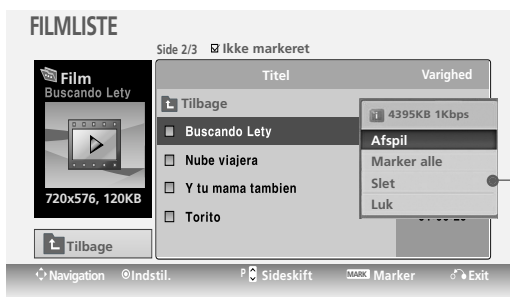 FILMLISTE
Side 2/3 Ikke markeret
Film
Buscando Lety
720x576, 120KB
Tilbage
Titel Varighed
Tilbage
Buscando Lety
Nube viajera
Y tu mama tambien
Torito
4395KB 1Kbps
Afspil
Marker alle
Slet
Luk
Navigation Indstil. P Sideskift MARK Marker Exit